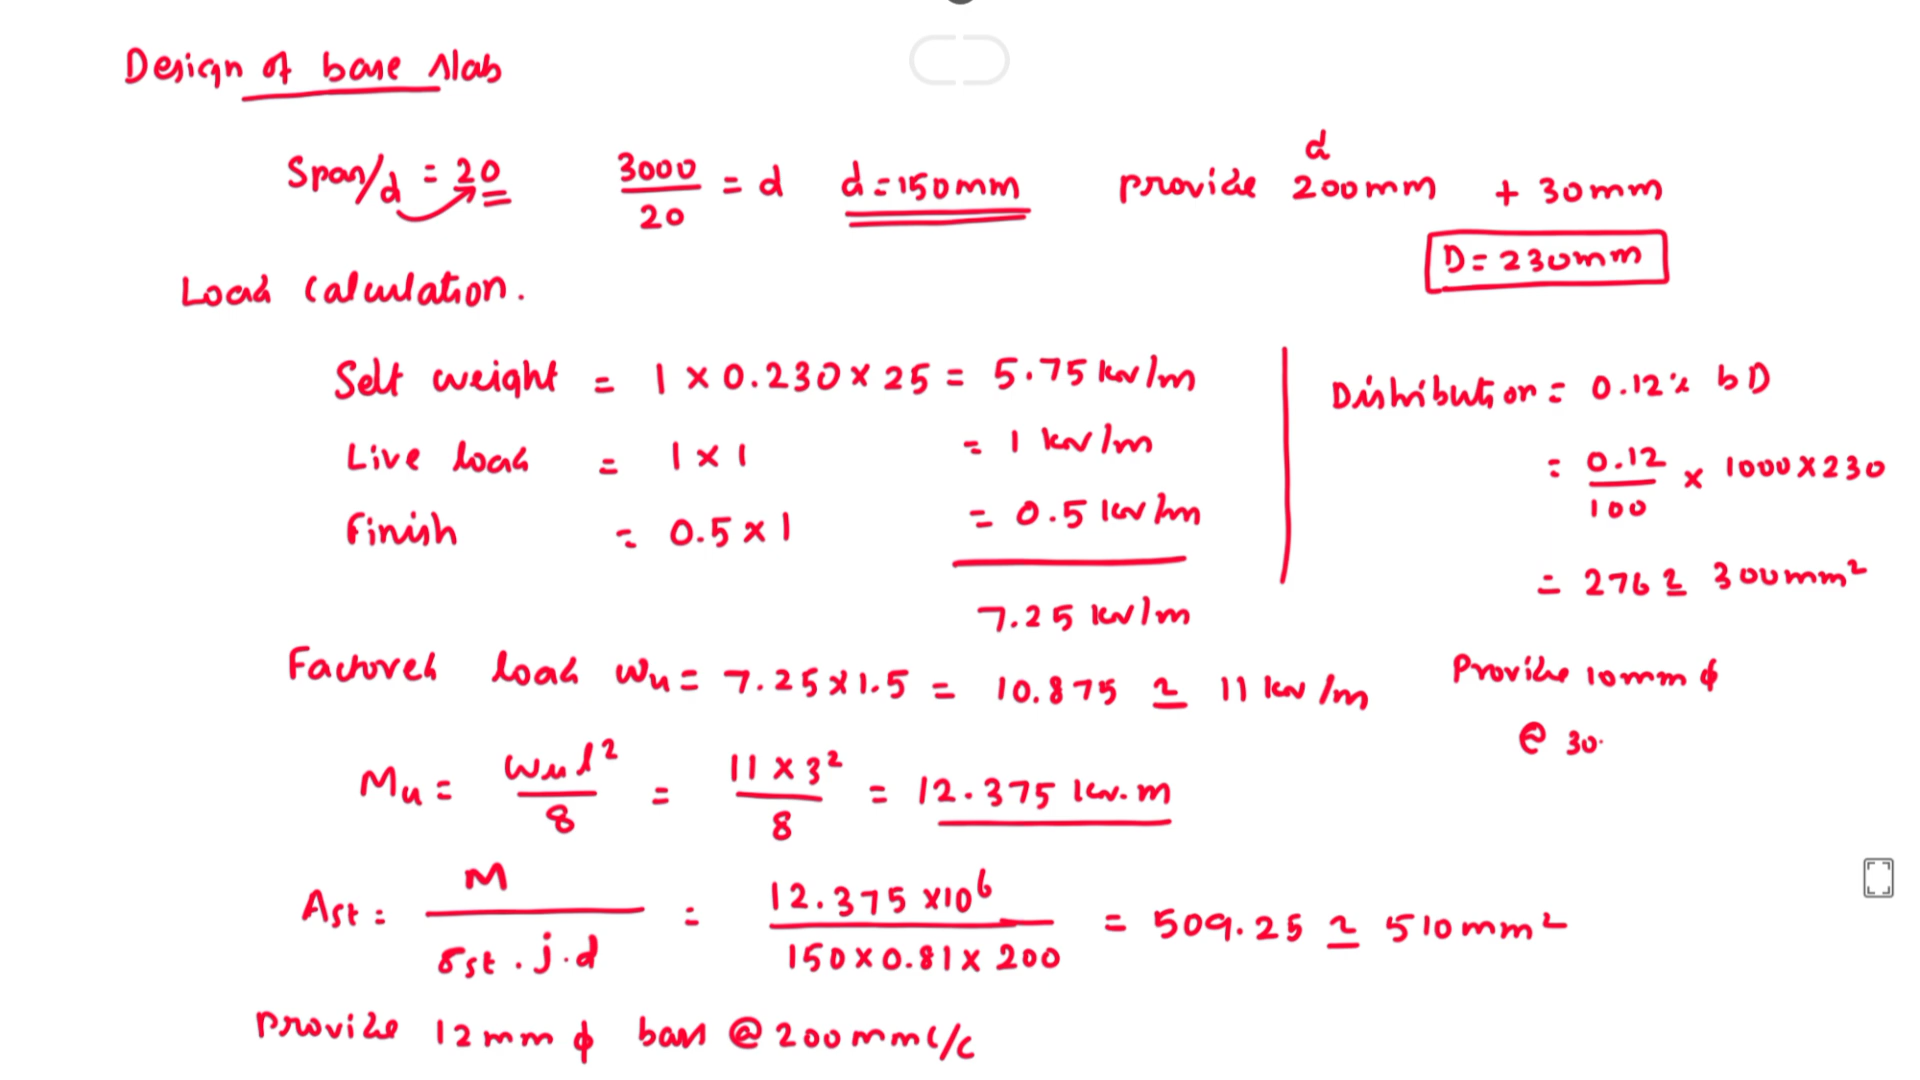 Design of base slab
Span/d = 20   3000/20 = d   d = 150mm   provide 200mm + 30mm
d
D = 230mm
Load calculation.
Self weight = 1 x 0.230 x 25 = 5.75 kN/m
Live load = 1 x 1 = 1 kN/m
Finish = 0.5 x 1 = 0.5 kN/m
7.25 kN/m
Distribution = 0.12% bD
= 0.12/100 x 1000 x 230
= 276 ≃ 300mm²
Provide 10mm ϕ
@ 30.
Factored load Wu = 7.25 x 1.5 = 10.875 ≃ 11 kN/m
Mu = Wul²/8 = 11 x 3²/8 = 12.375 kN.m
Ast = M/σst . j . d = 12.375 x10⁶/150 x 0.81 x 200 = 509.25 ≃ 510mm²
Provide 12mm ϕ bars @ 200mm c/c